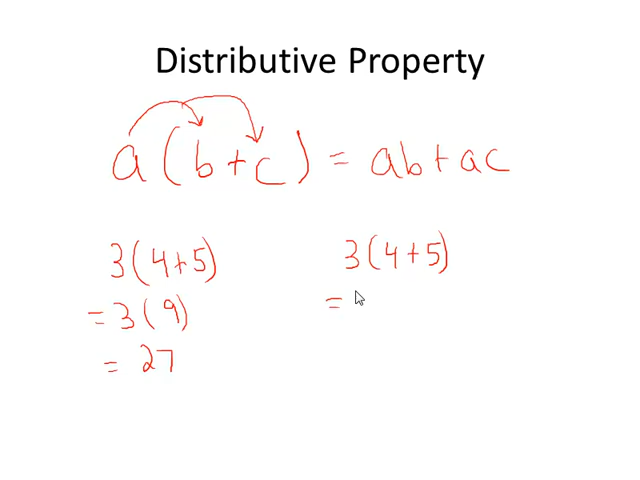 Distributive Property
a(b+c) = ab+ac
3(4+5)
= 3(9)
= 27
3(4+5)
=